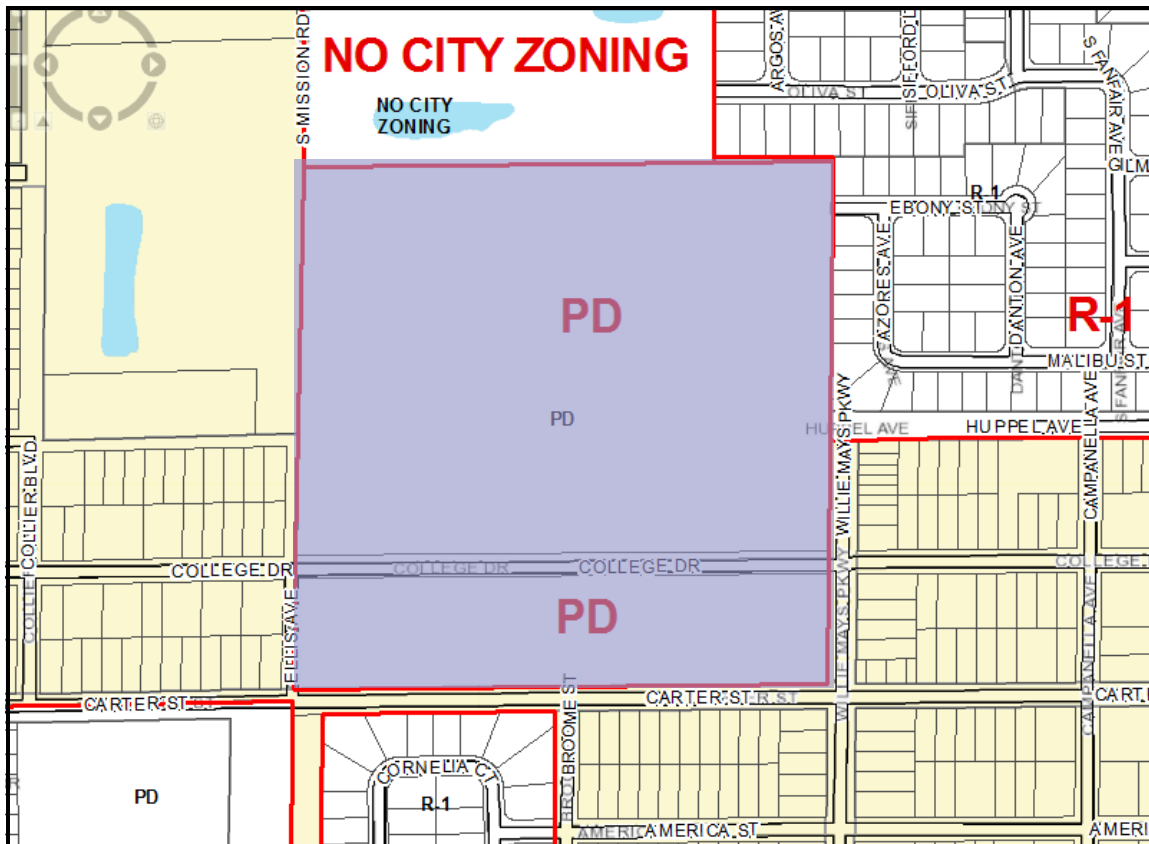 S MISSION RD
NO CITY ZONING
NO CITY
ZONING
ARGOS AVE
OLIVA ST
OLIVA ST
S FANFAIR AVE
R-1
EBONY ST
AZORES AVE
DANTON AVE
PD
R-1
MALIBU ST
PD
HUPPEL AVE
HUPPEL AVE
WILLIE MAYS PKWY
CAMPANELLA AVE
COLLIER BLVD
COLLEGE DR
COLLEGE DR
COLLEGE DR
COLLEGE
ELLIS AVE
PD
WILLIE MAYS PKWY
CAMPANELLA AVE
CARTER ST
CARTER ST
BROOME ST
CORNELIA CT
PD
R-1
AMERICA ST
AMERI